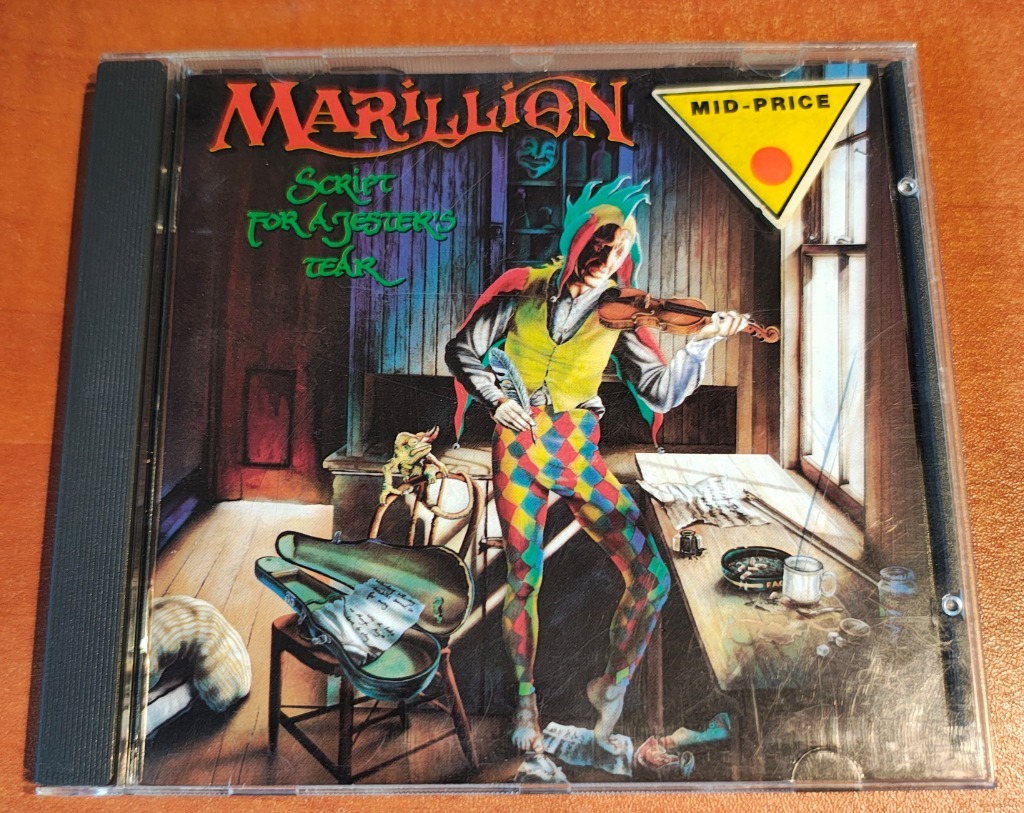 MARILLION
MID-PRICE
SCRIPT
FOR A JESTER'S
TEAR